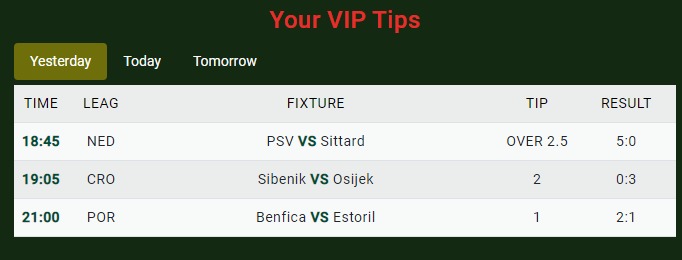 Your VIP Tips
Yesterday Today Tomorrow
TIME LEAG FIXTURE TIP RESULT
18:45 NED PSV VS Sittard OVER 2.5 5:0
19:05 CRO Sibenik VS Osijek 2 0:3
21:00 POR Benfica VS Estoril 1 2:1